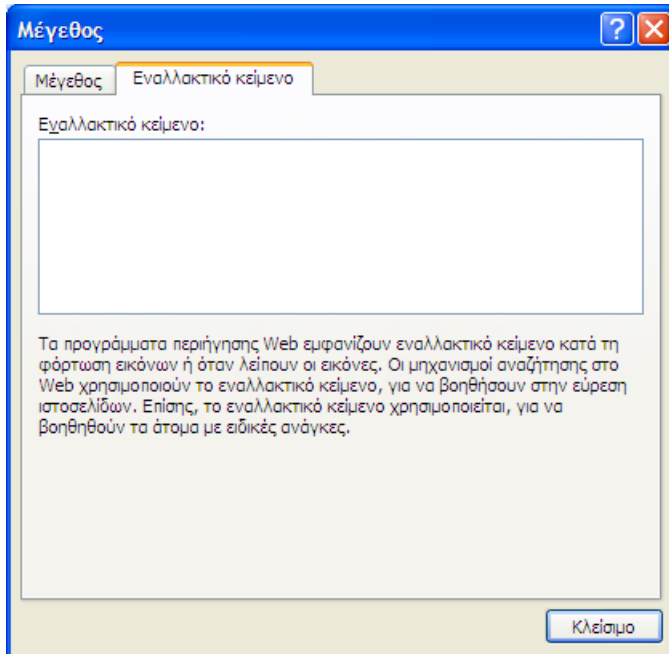 Μέγεθος
Μέγεθος Εναλλακτικό κείμενο
Εναλλακτικό κείμενο:
Τα προγράμματα περιήγησης Web εμφανίζουν εναλλακτικό κείμενο κατά τη
φόρτωση εικόνων ή όταν λείπουν οι εικόνες. Οι μηχανισμοί αναζήτησης στο
Web χρησιμοποιούν το εναλλακτικό κείμενο, για να βοηθήσουν στην εύρεση
ιστοσελίδων. Επίσης, το εναλλακτικό κείμενο χρησιμοποιείται, για να
βοηθηθούν τα άτομα με ειδικές ανάγκες.
Κλείσιμο